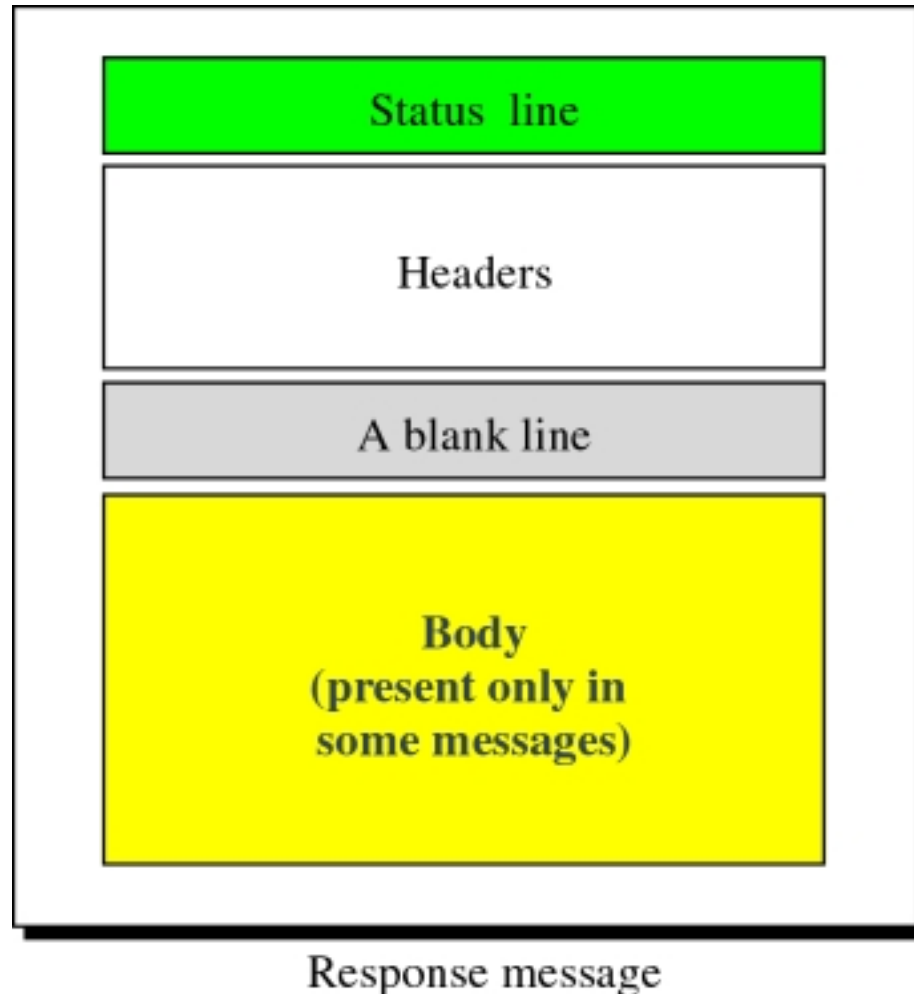 Status line
Headers
A blank line
Body
(present only in
some messages)
Response message